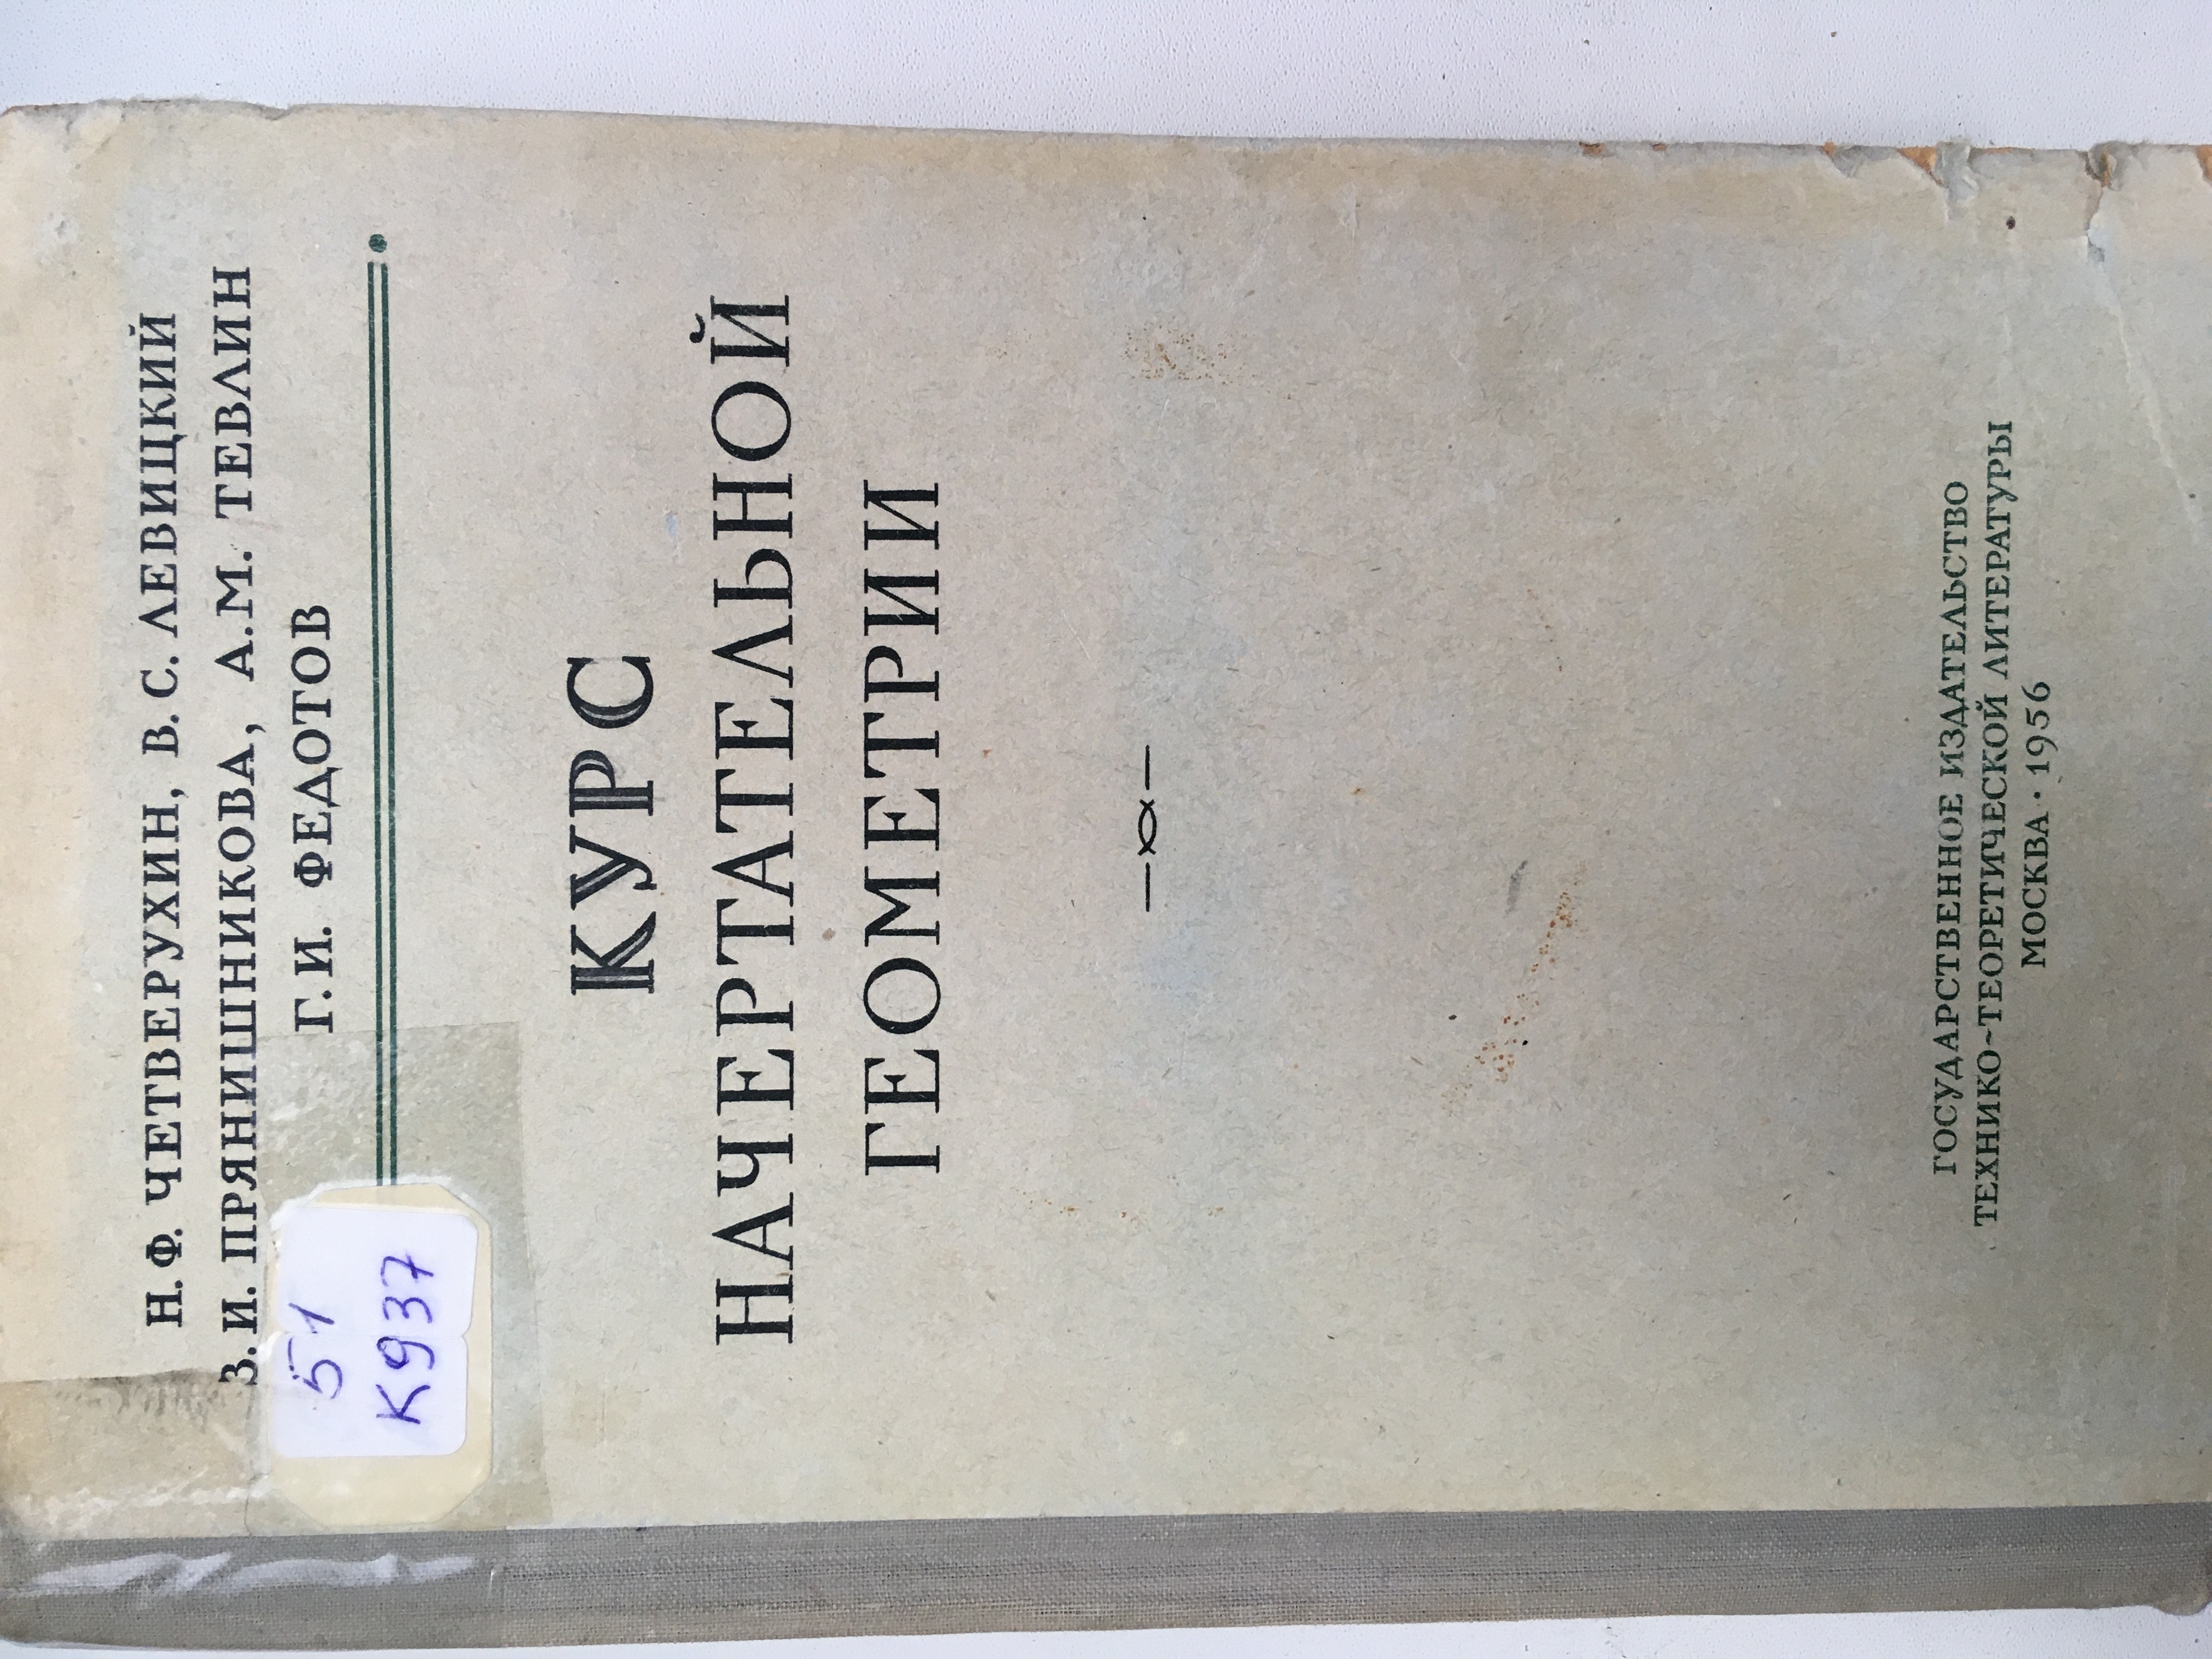 Н. Ф. ЧЕТВЕРУХИН, В. С. ЛЕВИЦКИЙ
З. И. ПРЯНИШНИКОВА, А. М. ТЕВЛИН
Г. И. ФЕДОТОВ
51
К937
КУРС
НАЧЕРТАТЕЛЬНОЙ
ГЕОМЕТРИИ
ГОСУДАРСТВЕННОЕ ИЗДАТЕЛЬСТВО
ТЕХНИКО-ТЕОРЕТИЧЕСКОЙ ЛИТЕРАТУРЫ
МОСКВА · 1956